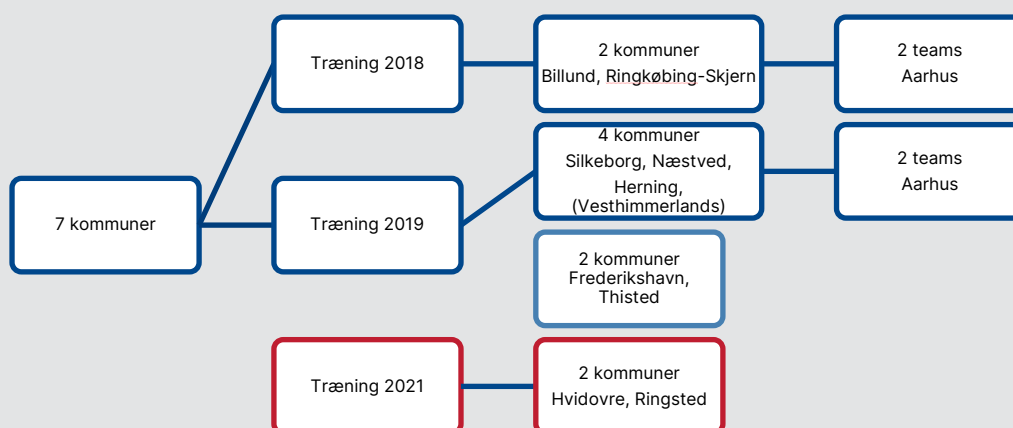 Træning 2018
2 kommuner
Billund, Ringkøbing-Skjern
2 teams
Aarhus
4 kommuner
Silkeborg, Næstved,
Herning,
(Vesthimmerlands)
2 teams
Aarhus
7 kommuner
Træning 2019
2 kommuner
Frederikshavn,
Thisted
Træning 2021
2 kommuner
Hvidovre, Ringsted